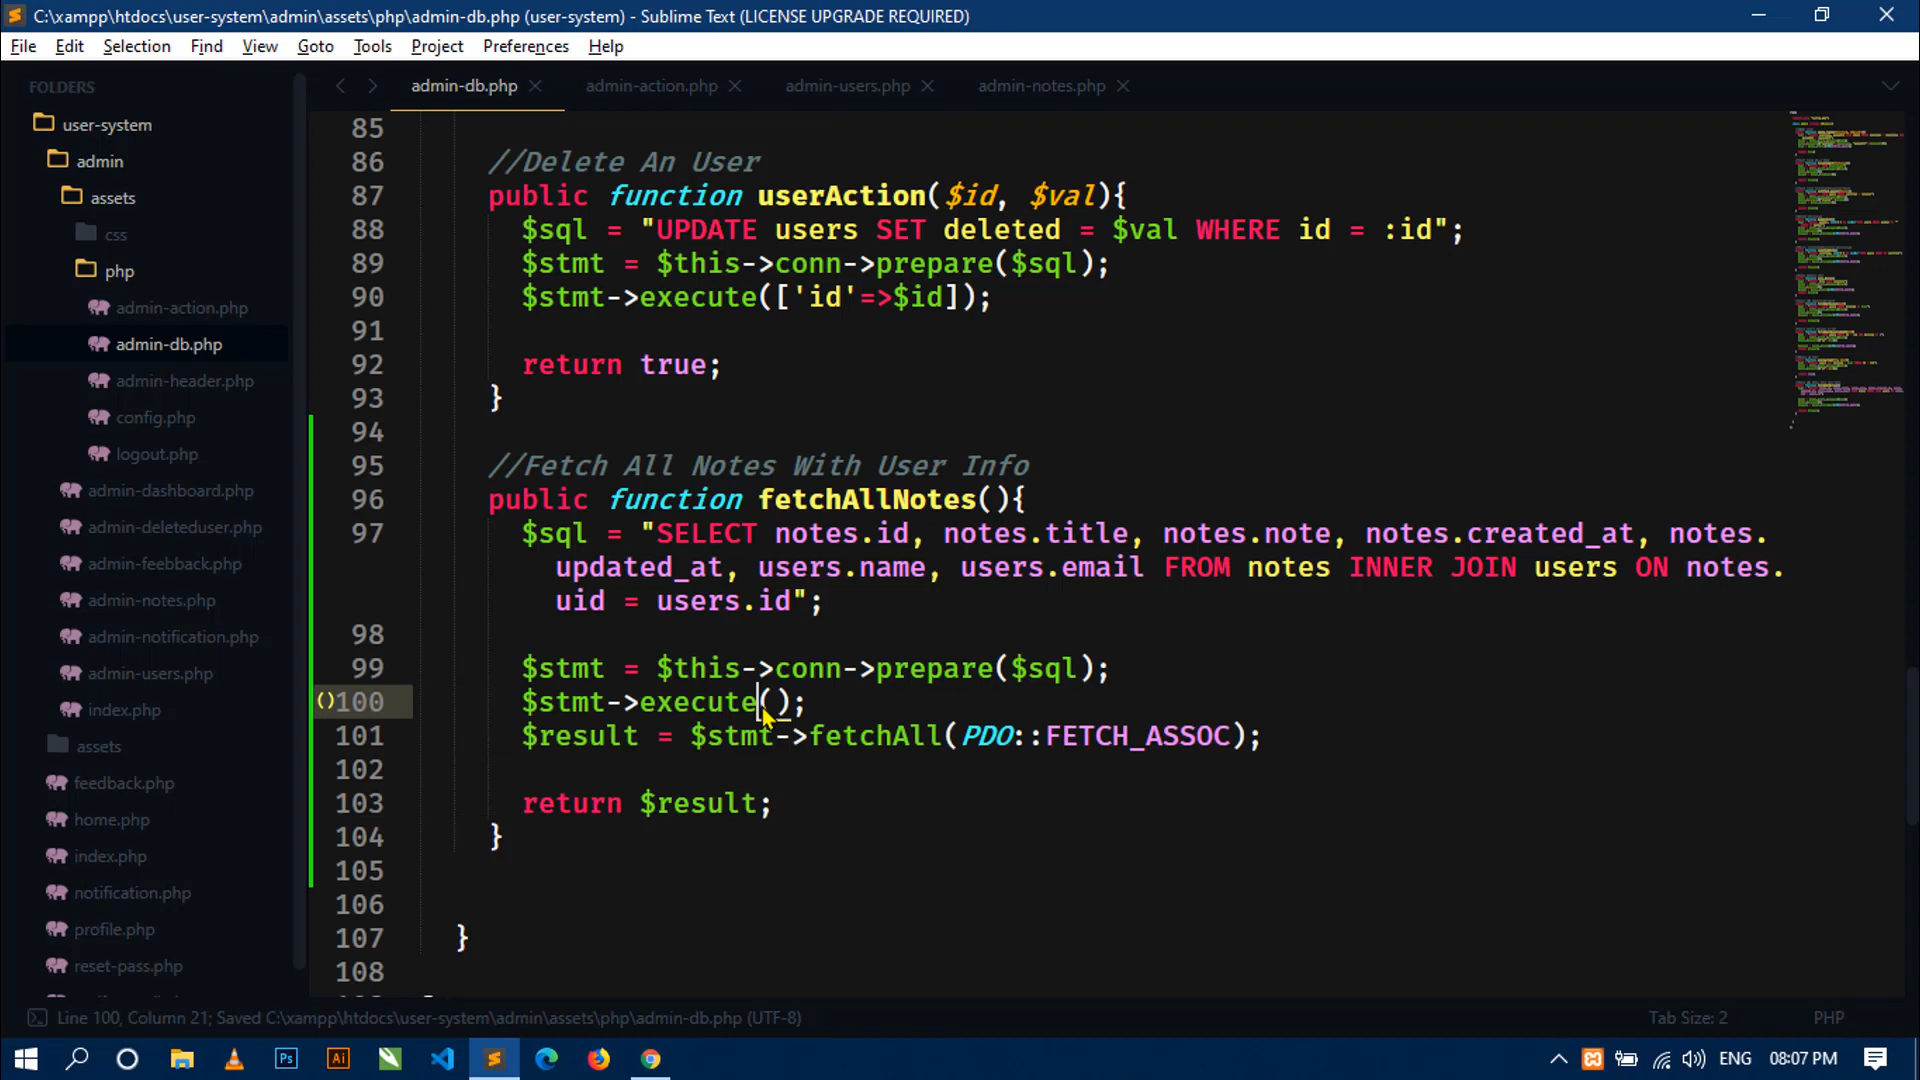 C:\xampp\htdocs\user-system\admin\assets\php\admin-db.php (user-system) - Sublime Text (LICENSE UPGRADE REQUIRED)
File Edit Selection Find View Goto Tools Project Preferences Help
FOLDERS
user-system
admin
assets
css
php
admin-action.php
admin-db.php
admin-header.php
config.php
logout.php
admin-dashboard.php
admin-deleteduser.php
admin-feebback.php
admin-notes.php
admin-notification.php
admin-users.php
index.php
assets
feedback.php
home.php
index.php
notification.php
profile.php
reset-pass.php
admin-db.php admin-action.php admin-users.php admin-notes.php
85
86 //Delete An User
87 public function userAction($id, $val){
88 $sql = "UPDATE users SET deleted = $val WHERE id = :id";
89 $stmt = $this->conn->prepare($sql);
90 $stmt->execute(['id'=>$id]);
91
92 return true;
93 }
94
95 //Fetch All Notes With User Info
96 public function fetchAllNotes(){
97 $sql = "SELECT notes.id, notes.title, notes.note, notes.created_at, notes.
updated_at, users.name, users.email FROM notes INNER JOIN users ON notes.
uid = users.id";
98
99 $stmt = $this->conn->prepare($sql);
()100 $stmt->execute();
101 $result = $stmt->fetchAll(PDO::FETCH_ASSOC);
102
103 return $result;
104 }
105
106
107 }
108
Line 100, Column 21; Saved C:\xampp\htdocs\user-system\admin\assets\php\admin-db.php (UTF-8) Tab Size: 2 PHP
Ps Ai ENG 08:07 PM